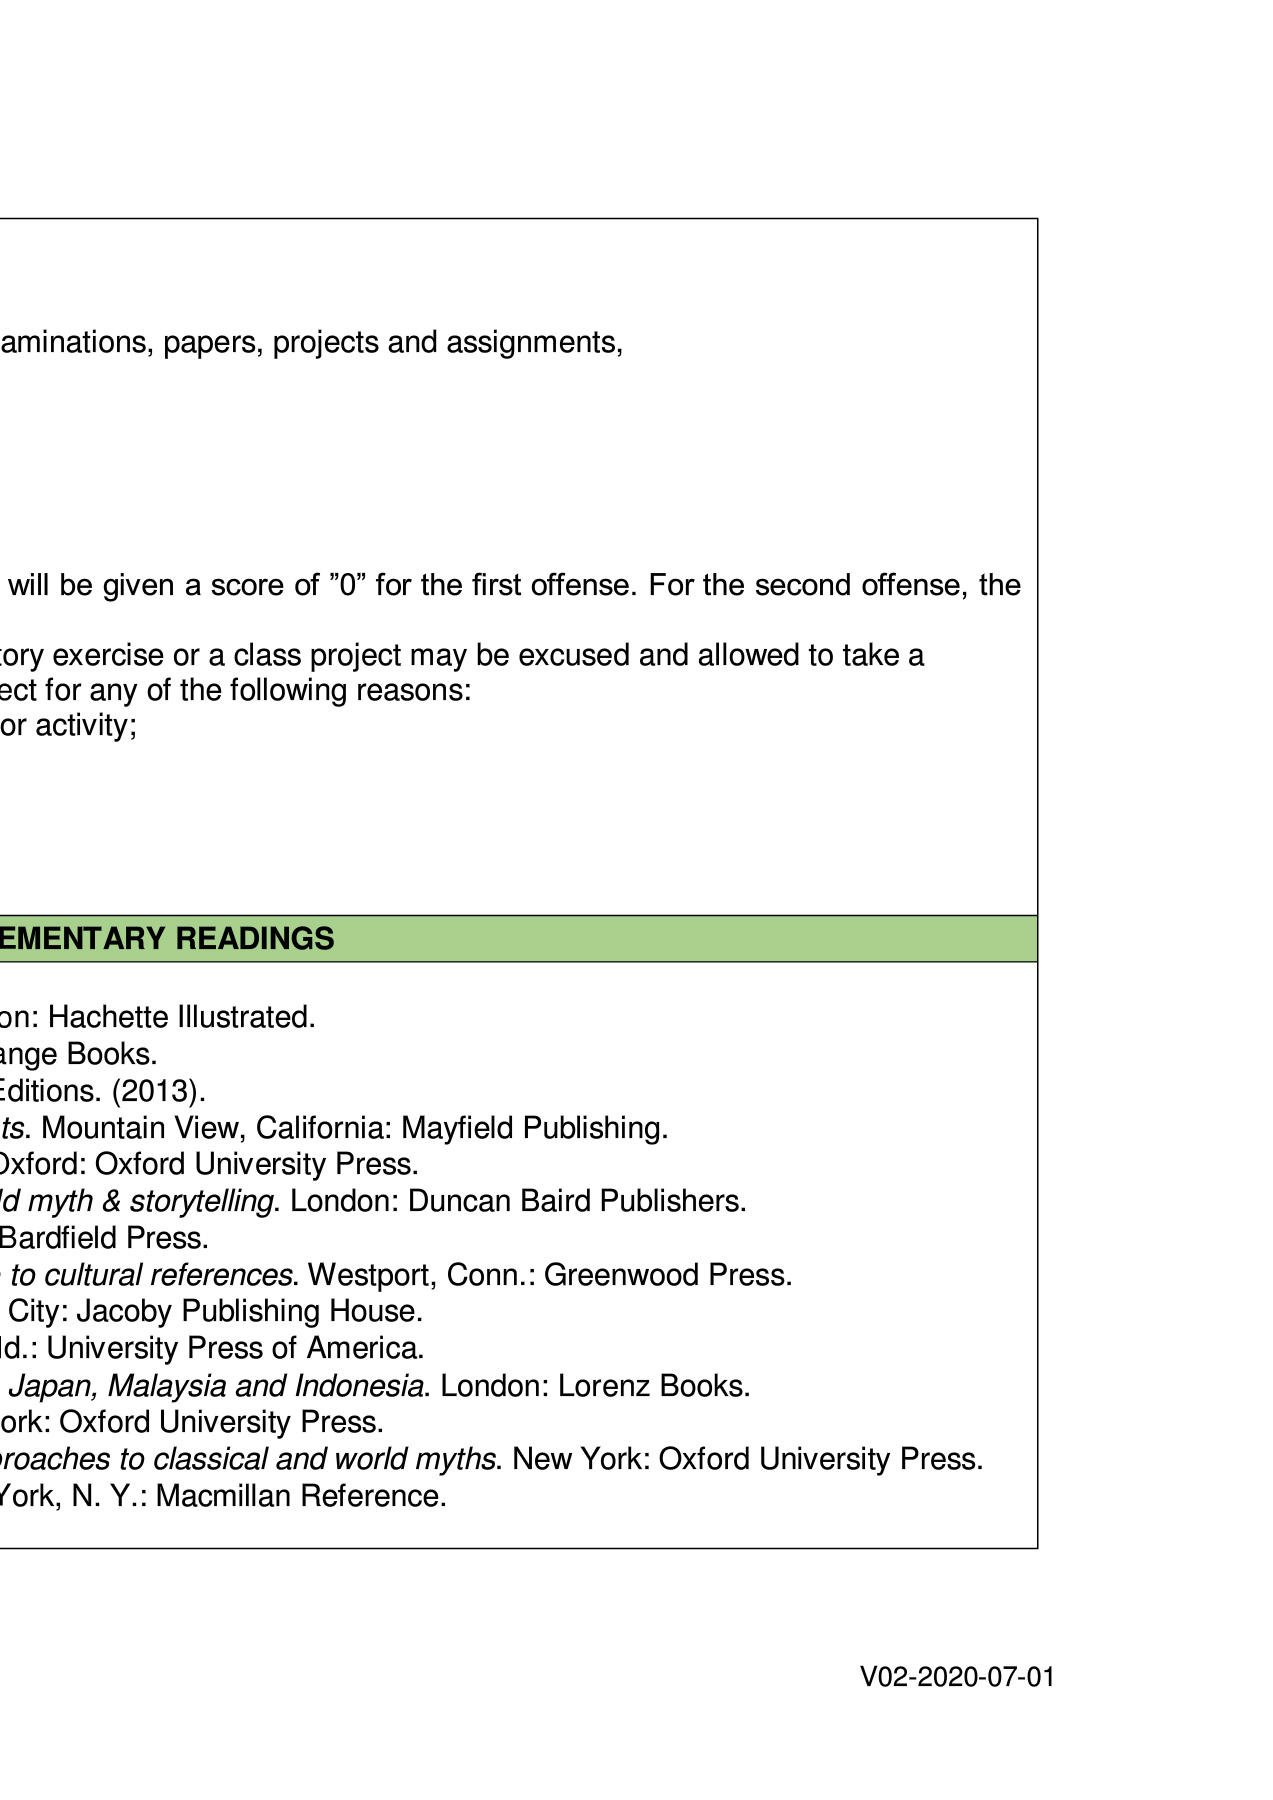 aminations, papers, projects and assignments,
will be given a score of ”0” for the first offense. For the second offense, the
tory exercise or a class project may be excused and allowed to take a
ect for any of the following reasons:
or activity;
EMENTARY READINGS
on: Hachette Illustrated.
ange Books.
Editions. (2013).
ts. Mountain View, California: Mayfield Publishing.
Oxford: Oxford University Press.
ld myth & storytelling. London: Duncan Baird Publishers.
Bardfield Press.
to cultural references. Westport, Conn.: Greenwood Press.
City: Jacoby Publishing House.
d.: University Press of America.
Japan, Malaysia and Indonesia. London: Lorenz Books.
ork: Oxford University Press.
proaches to classical and world myths. New York: Oxford University Press.
York, N. Y.: Macmillan Reference.
V02-2020-07-01